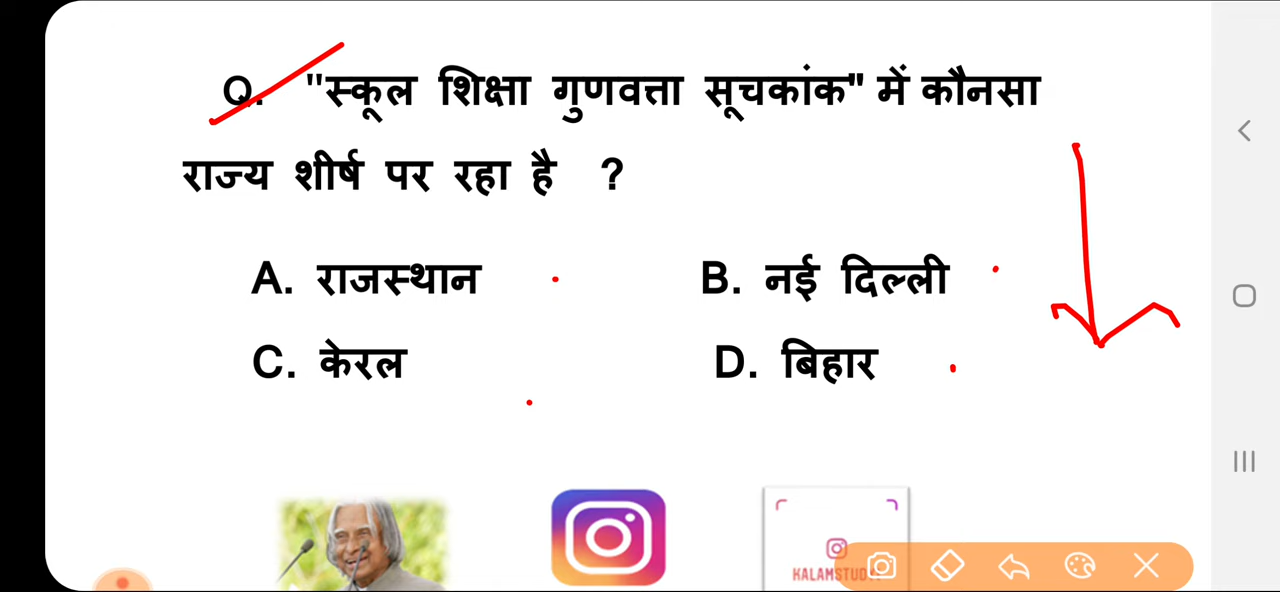 Q. "स्कूल शिक्षा गुणवत्ता सूचकांक" में कौनसा
राज्य शीर्ष पर रहा है ?
A. राजस्थान B. नई दिल्ली
C. केरल D. बिहार